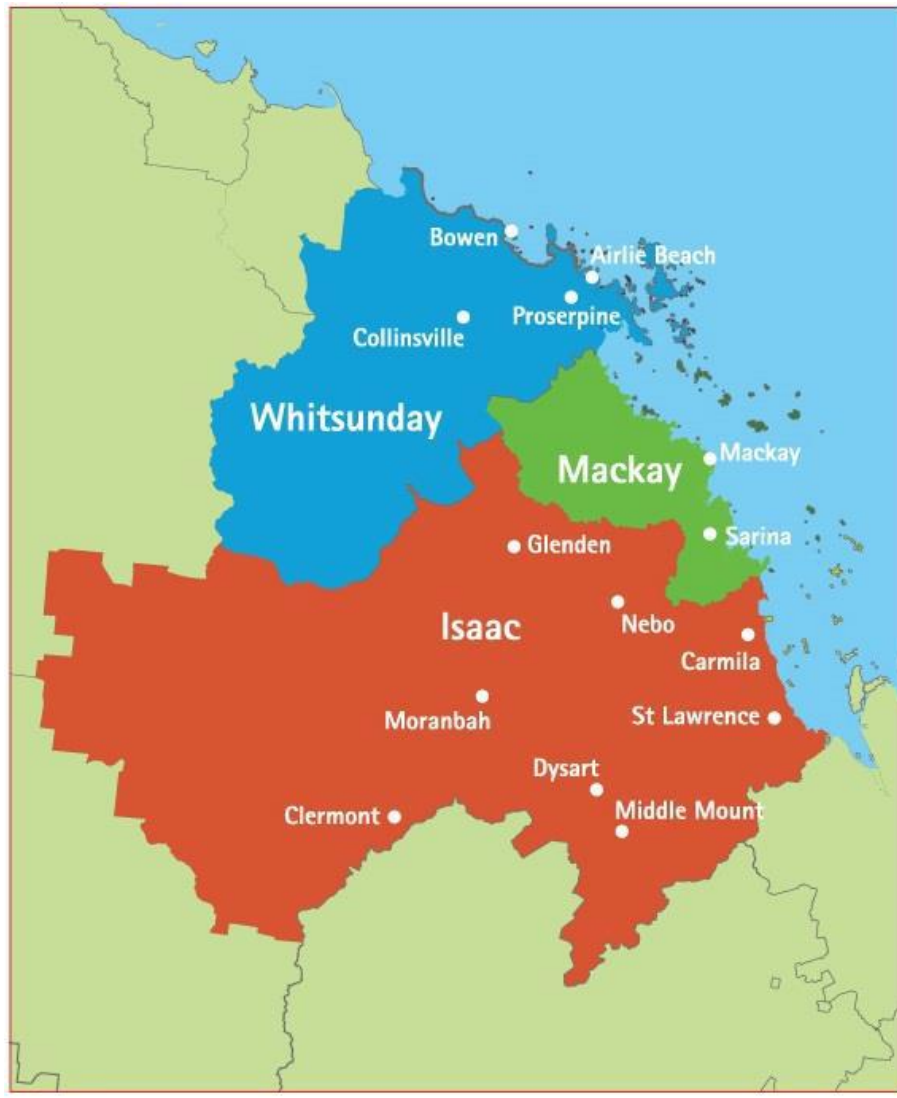 Bowen
Airlie Beach
Proserpine
Collinsville
Whitsunday
Mackay
Mackay
Sarina
Glenden
Isaac
Nebo
Carmila
Moranbah
St Lawrence
Dysart
Middle Mount
Clermont